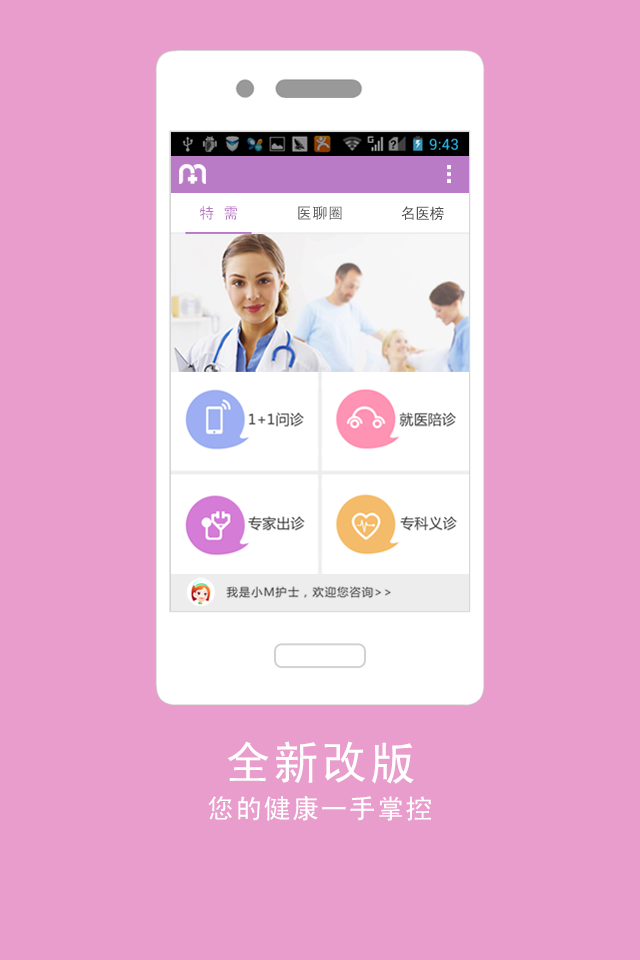 9:43
特 需
医聊圈
名医榜
1+1问诊
就医陪诊
专家出诊
专科义诊
我是小M护士，欢迎您咨询>>
全新改版
您的健康一手掌控